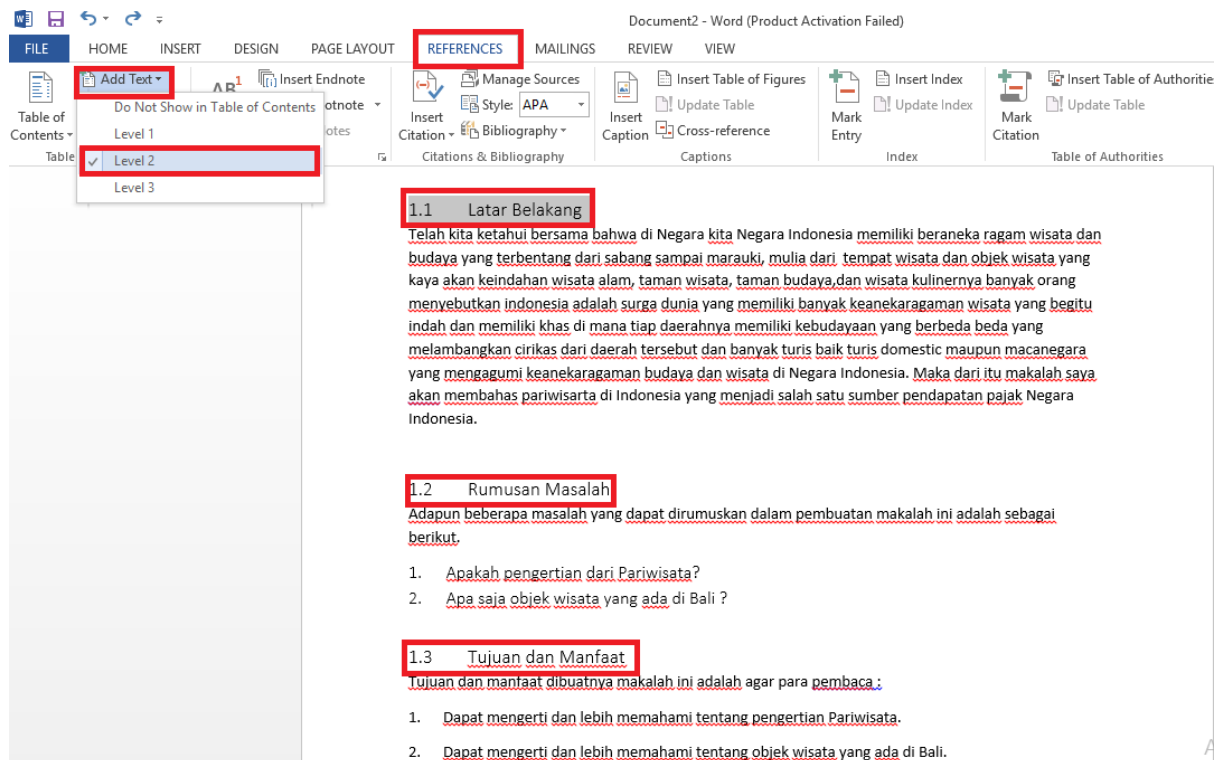 Document2 - Word (Product Activation Failed)
FILE HOME INSERT DESIGN PAGE LAYOUT REFERENCES MAILINGS REVIEW VIEW
Add Text AB1 Insert Endnote Manage Sources Insert Table of Figures Insert Index Insert Table of Authoritie
Do Not Show in Table of Contents otnote Style: APA Update Table Update Index Update Table
Table of Contents Level 1 otes Insert Citation Bibliography Insert Caption Cross-reference Mark Entry Mark Citation
Table Level 2 Citations & Bibliography Captions Index Table of Authorities
Level 3
1.1 Latar Belakang
Telah kita ketahui bersama bahwa di Negara kita Negara Indonesia memiliki beraneka ragam wisata dan
budaya yang terbentang dari sabang sampai marauki, mulia dari tempat wisata dan objek wisata yang
kaya akan keindahan wisata alam, taman wisata, taman budaya,dan wisata kulinernya banyak orang
menyebutkan indonesia adalah surga dunia yang memiliki banyak keanekaragaman wisata yang begitu
indah dan memiliki khas di mana tiap daerahnya memiliki kebudayaan yang berbeda beda yang
melambangkan cirikas dari daerah tersebut dan banyak turis baik turis domestic maupun macanegara
yang mengagumi keanekaragaman budaya dan wisata di Negara Indonesia. Maka dari itu makalah saya
akan membahas pariwisarta di Indonesia yang menjadi salah satu sumber pendapatan pajak Negara
Indonesia.
1.2 Rumusan Masalah
Adapun beberapa masalah yang dapat dirumuskan dalam pembuatan makalah ini adalah sebagai
berikut.
1. Apakah pengertian dari Pariwisata?
2. Apa saja objek wisata yang ada di Bali ?
1.3 Tujuan dan Manfaat
Tujuan dan manfaat dibuatnya makalah ini adalah agar para pembaca :
1. Dapat mengerti dan lebih memahami tentang pengertian Pariwisata.
2. Dapat mengerti dan lebih memahami tentang objek wisata yang ada di Bali.